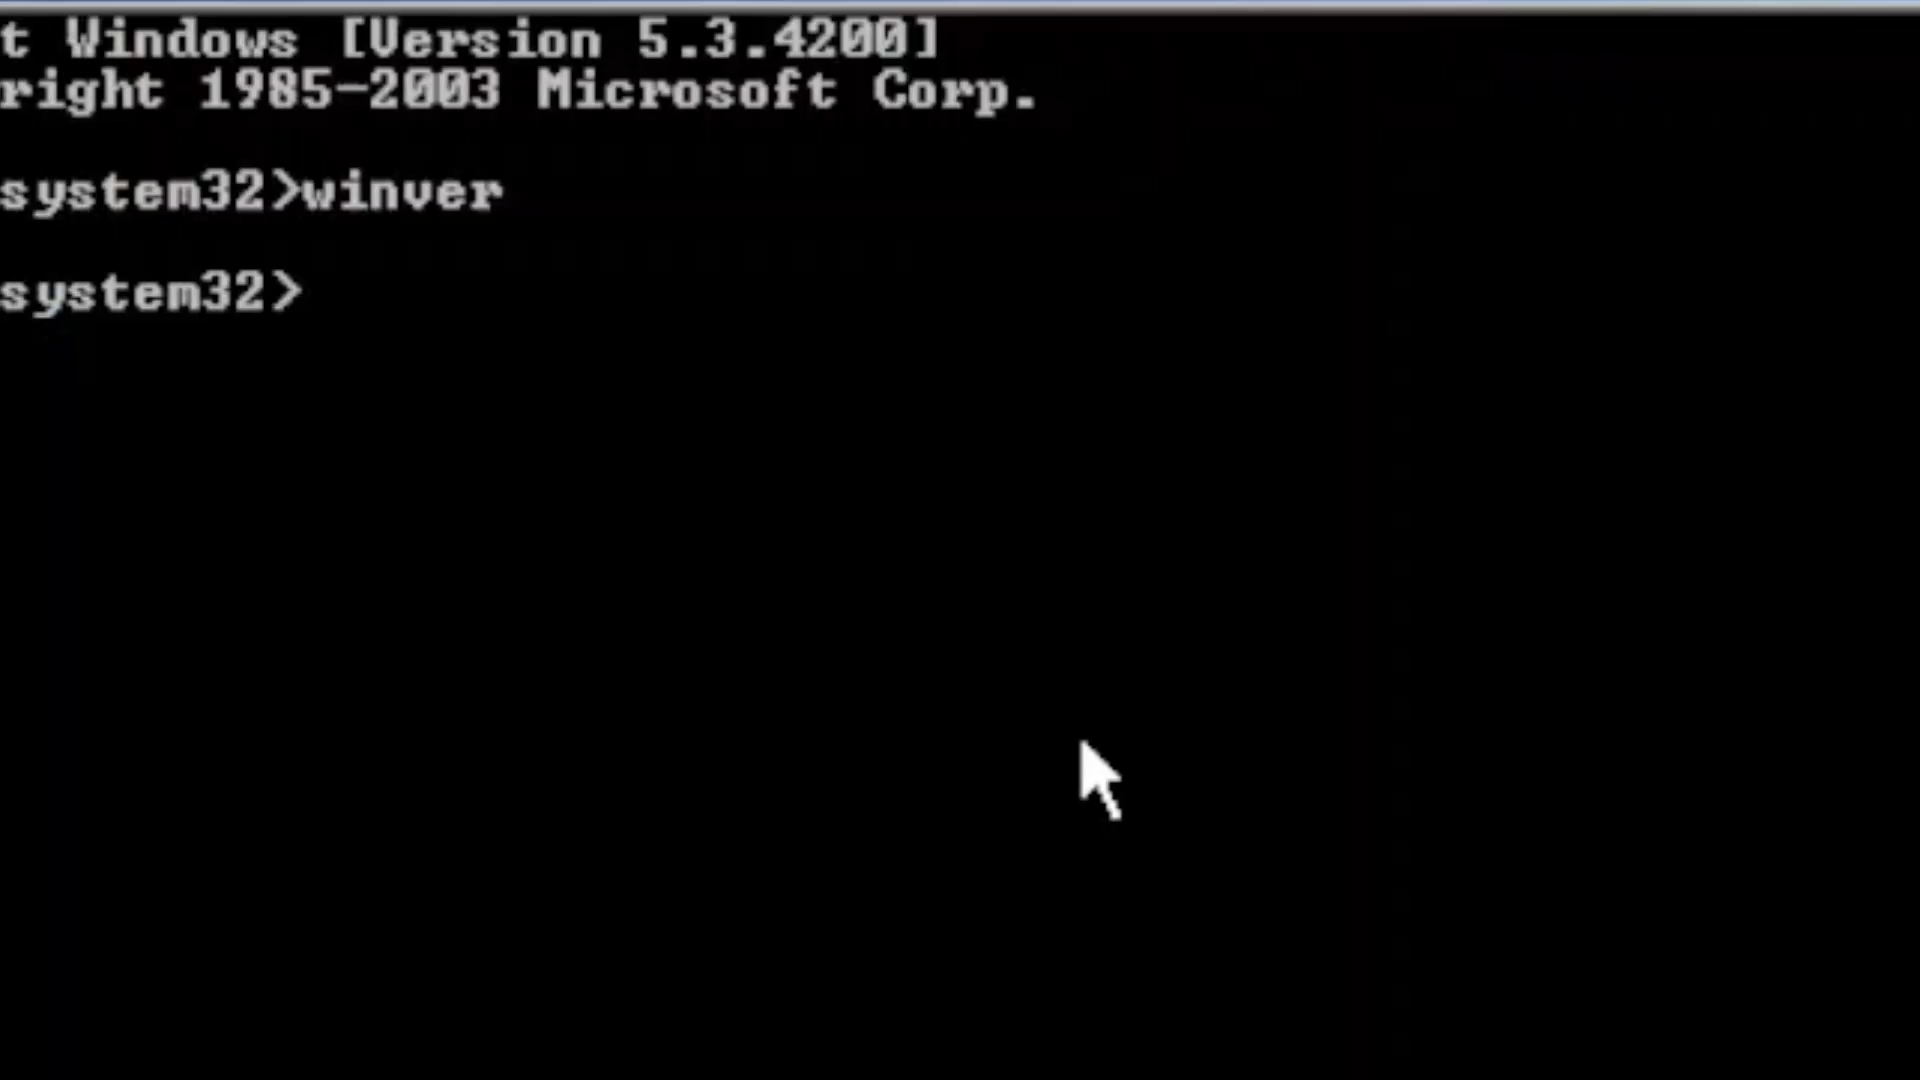 t Windows [Version 5.3.4200]
right 1985-2003 Microsoft Corp.
system32>winver
system32>